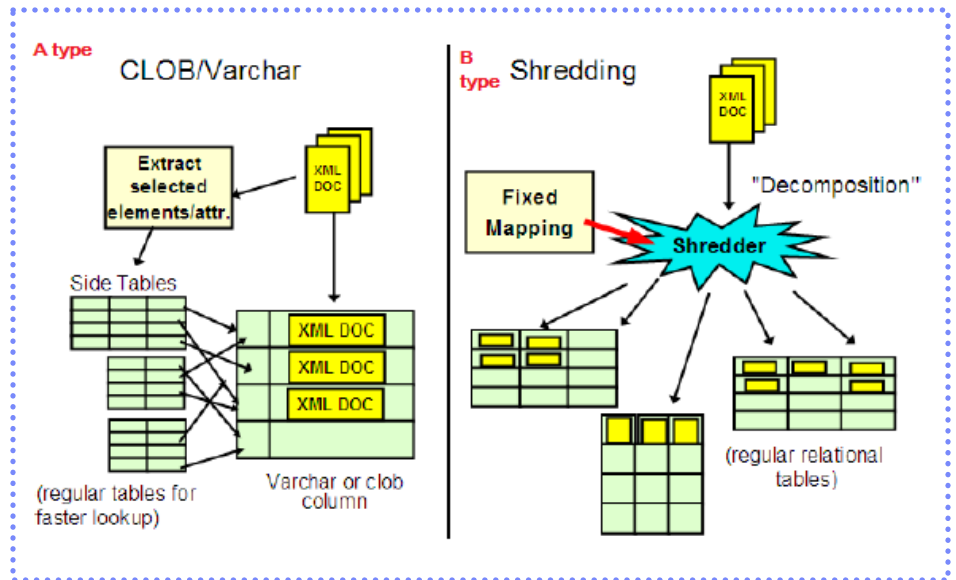 A type
CLOB/Varchar
Extract
selected
elements/attr.
XML
DOC
Side Tables
XML DOC
XML DOC
XML DOC
(regular tables for
faster lookup)
Varchar or clob
column
B
type
Shredding
XML
DOC
"Decomposition"
Fixed
Mapping
Shredder
(regular relational
tables)